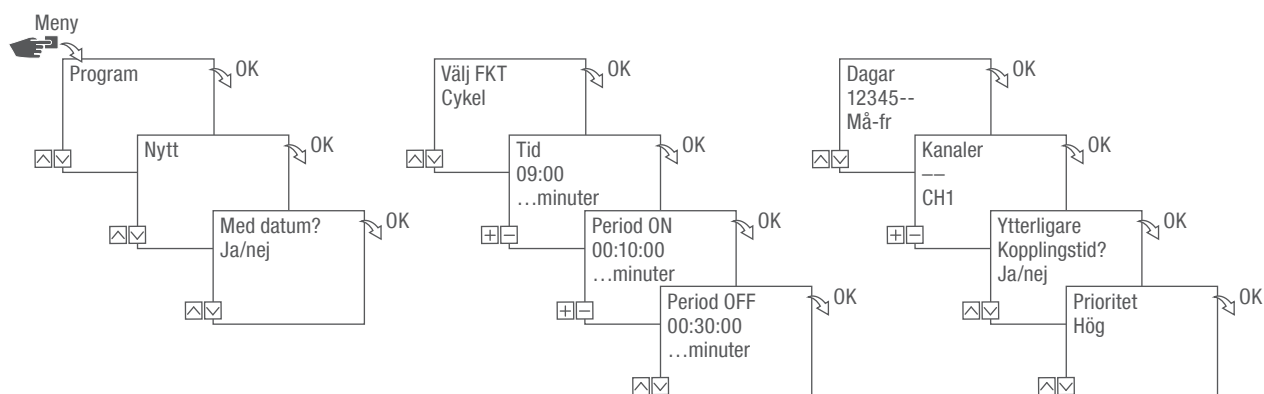 Meny
Program
OK
Nytt
OK
Med datum?
Ja/nej
OK
Välj FKT
Cykel
OK
Tid
09:00
…minuter
OK
Period ON
00:10:00
…minuter
OK
Period OFF
00:30:00
…minuter
OK
Dagar
12345--
Må-fr
OK
Kanaler
––
CH1
OK
Ytterligare
Kopplingstid?
Ja/nej
OK
Prioritet
Hög
OK